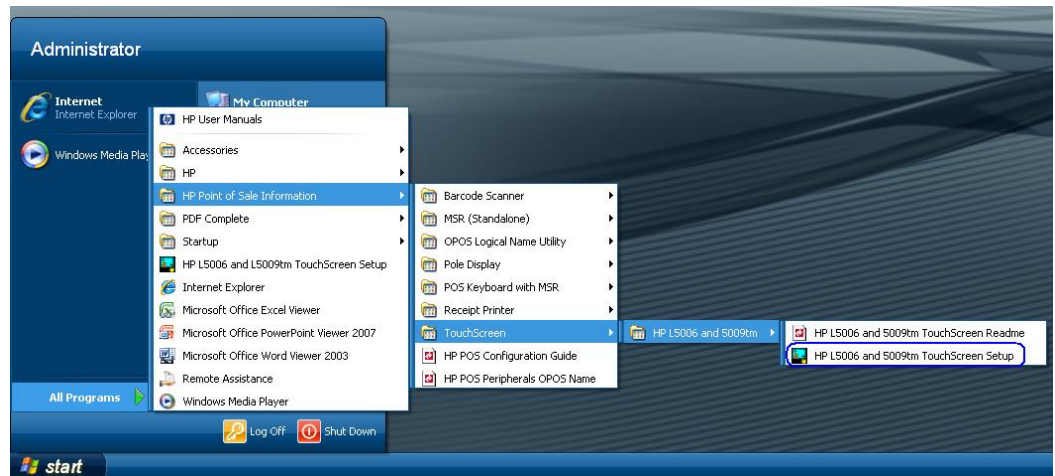 Administrator
Internet
Internet Explorer
My Computer
Windows Media Play
HP User Manuals
Accessories
HP
HP Point of Sale Information
PDF Complete
Startup
HP L5006 and L5009tm TouchScreen Setup
Internet Explorer
Microsoft Office Excel Viewer
Microsoft Office PowerPoint Viewer 2007
Microsoft Office Word Viewer 2003
Remote Assistance
Windows Media Player
Barcode Scanner
MSR (Standalone)
OPOS Logical Name Utility
Pole Display
POS Keyboard with MSR
Receipt Printer
TouchScreen
HP POS Configuration Guide
HP POS Peripherals OPOS Name
HP L5006 and 5009tm
HP L5006 and 5009tm TouchScreen Readme
HP L5006 and 5009tm TouchScreen Setup
All Programs
Log Off
Shut Down
start